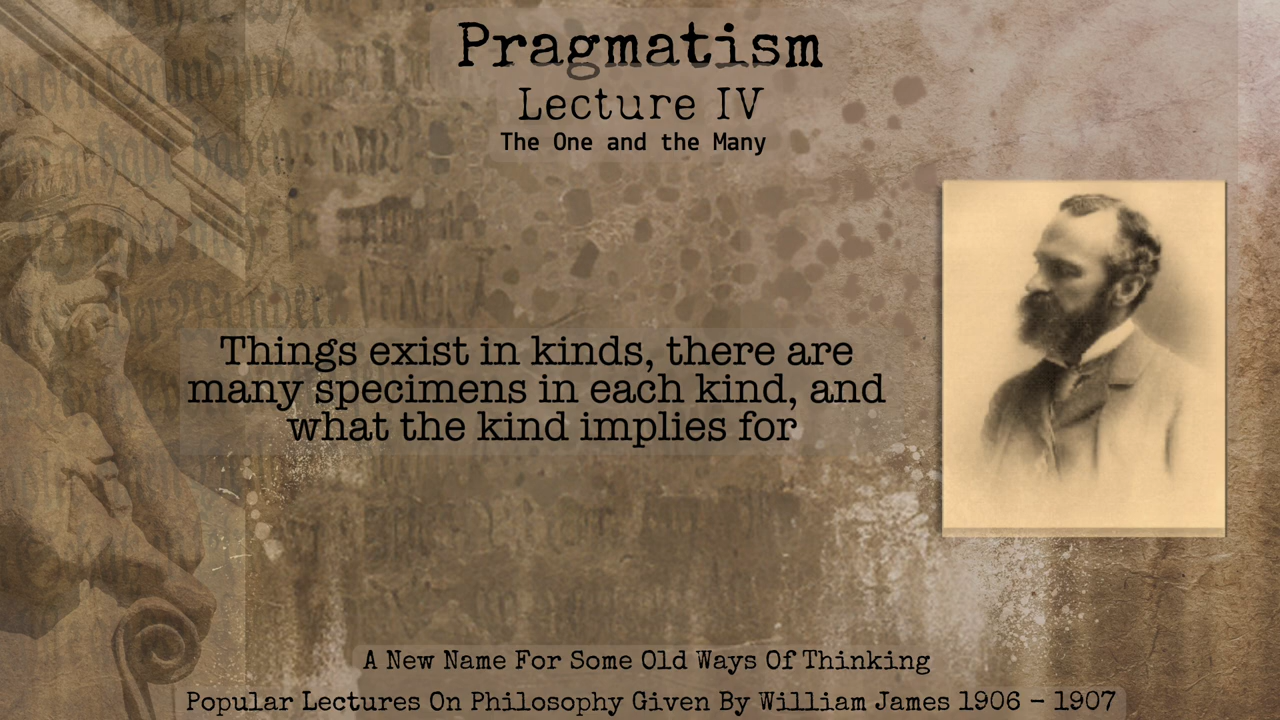 Pragmatism
Lecture IV
The One and the Many
Things exist in kinds, there are
many specimens in each kind, and
what the kind implies for
A New Name For Some Old Ways Of Thinking
Popular Lectures On Philosophy Given By William James 1906 - 1907